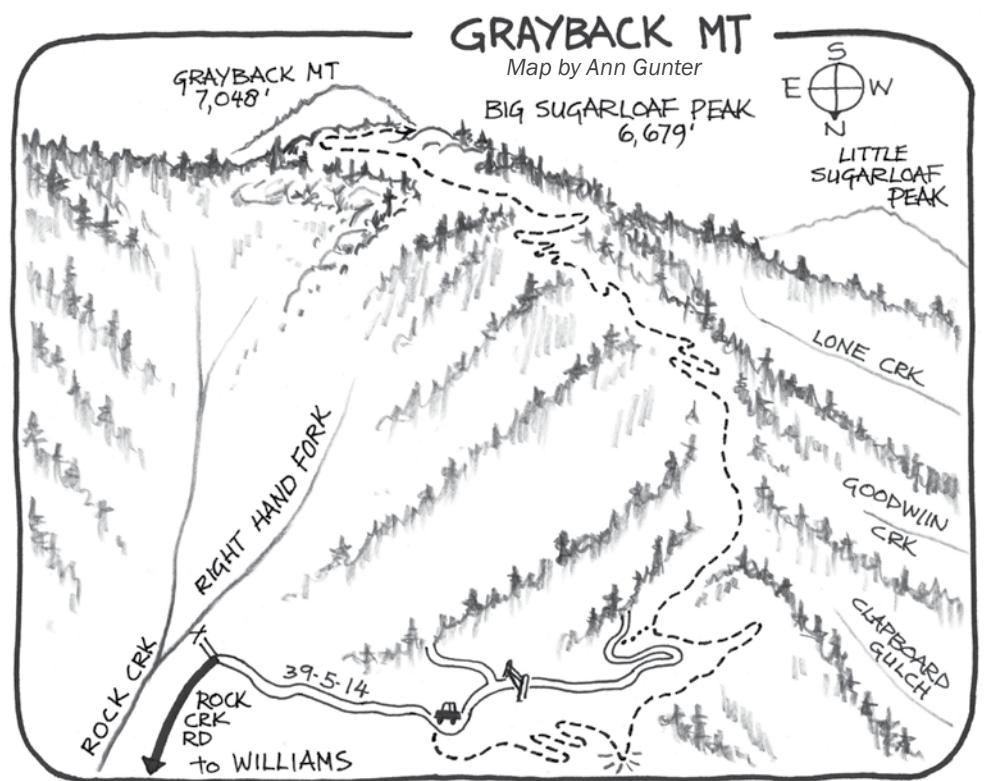 GRAYBACK MT
Map by Ann Gunter
S
E W
N
GRAYBACK MT
7,048'
BIG SUGARLOAF PEAK
6,679'
LITTLE
SUGARLOAF
PEAK
LONE CRK
GOODWIIN
CRK
CLAPBOARD
GULCH
RIGHT HAND FORK
ROCK CRK
39-5-14
ROCK
CRK
RD
to WILLIAMS